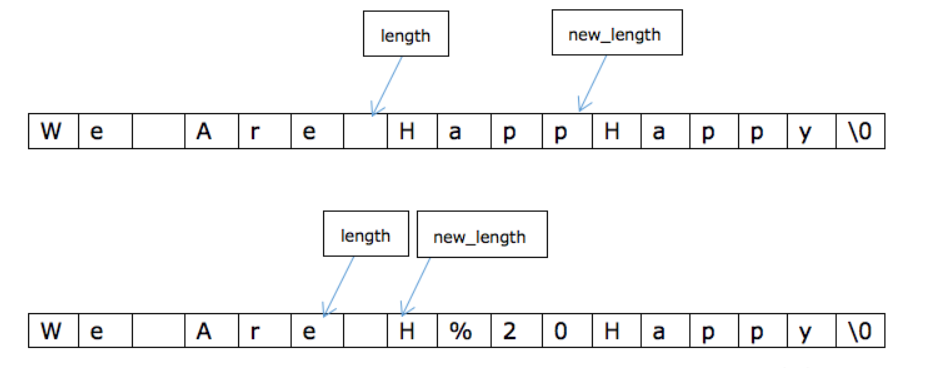 length new_length
W e A r e H a p p H a p p y \0
length new_length
W e A r e H % 2 0 H a p p y \0